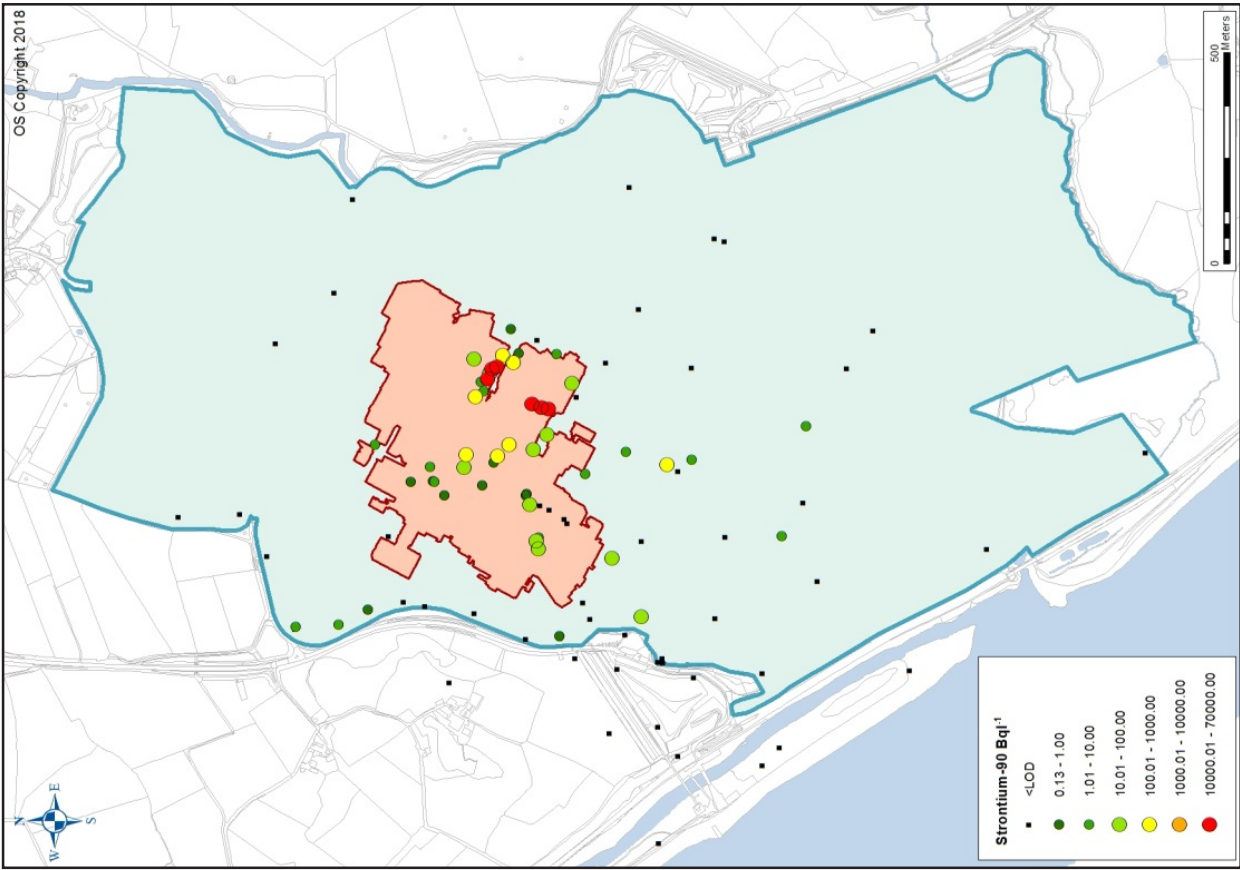 OS Copyright 2018
N
W E
S
0 500
Meters
Strontium-90 Bql⁻¹
<LOD
0.13 - 1.00
1.01 - 10.00
10.01 - 100.00
100.01 - 1000.00
1000.01 - 10000.00
10000.01 - 70000.00